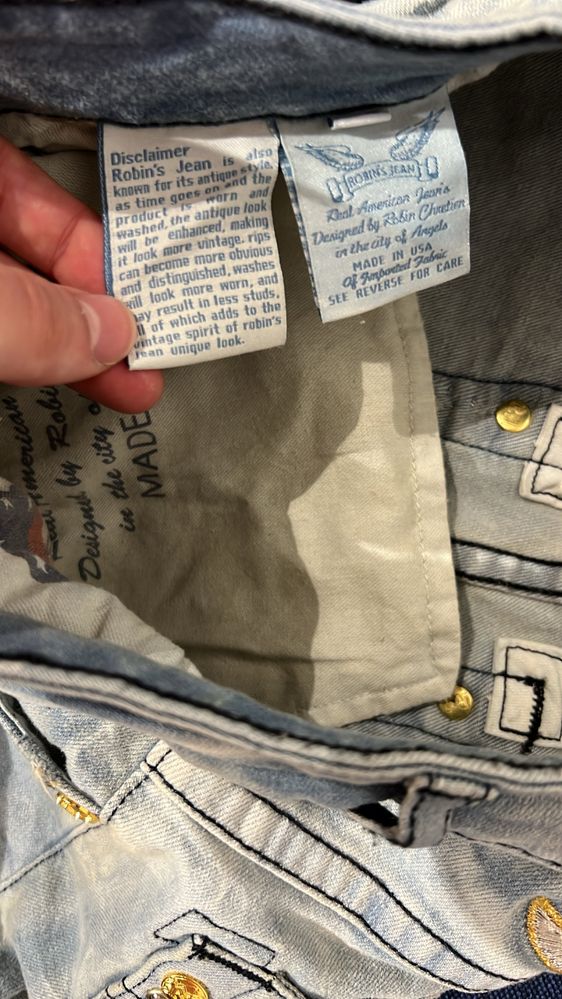 Disclaimer
Robin's Jean is also
known for its antique style.
as time goes on and the
product is worn and
washed, the antique look
will be enhanced, making
it look more vintage. rips
can become more obvious
and distinguished, washes
will look more worn, and
may result in less studs,
all of which adds to the
vintage spirit of robin's
jean unique look.
ROBIN'S JEAN
Real American Jean's
Designed by Robin Chretien
in the city of Angels
MADE IN USA
Of Imported Fabric
SEE REVERSE FOR CARE
American
Designed by Robi
in the city o
MADE